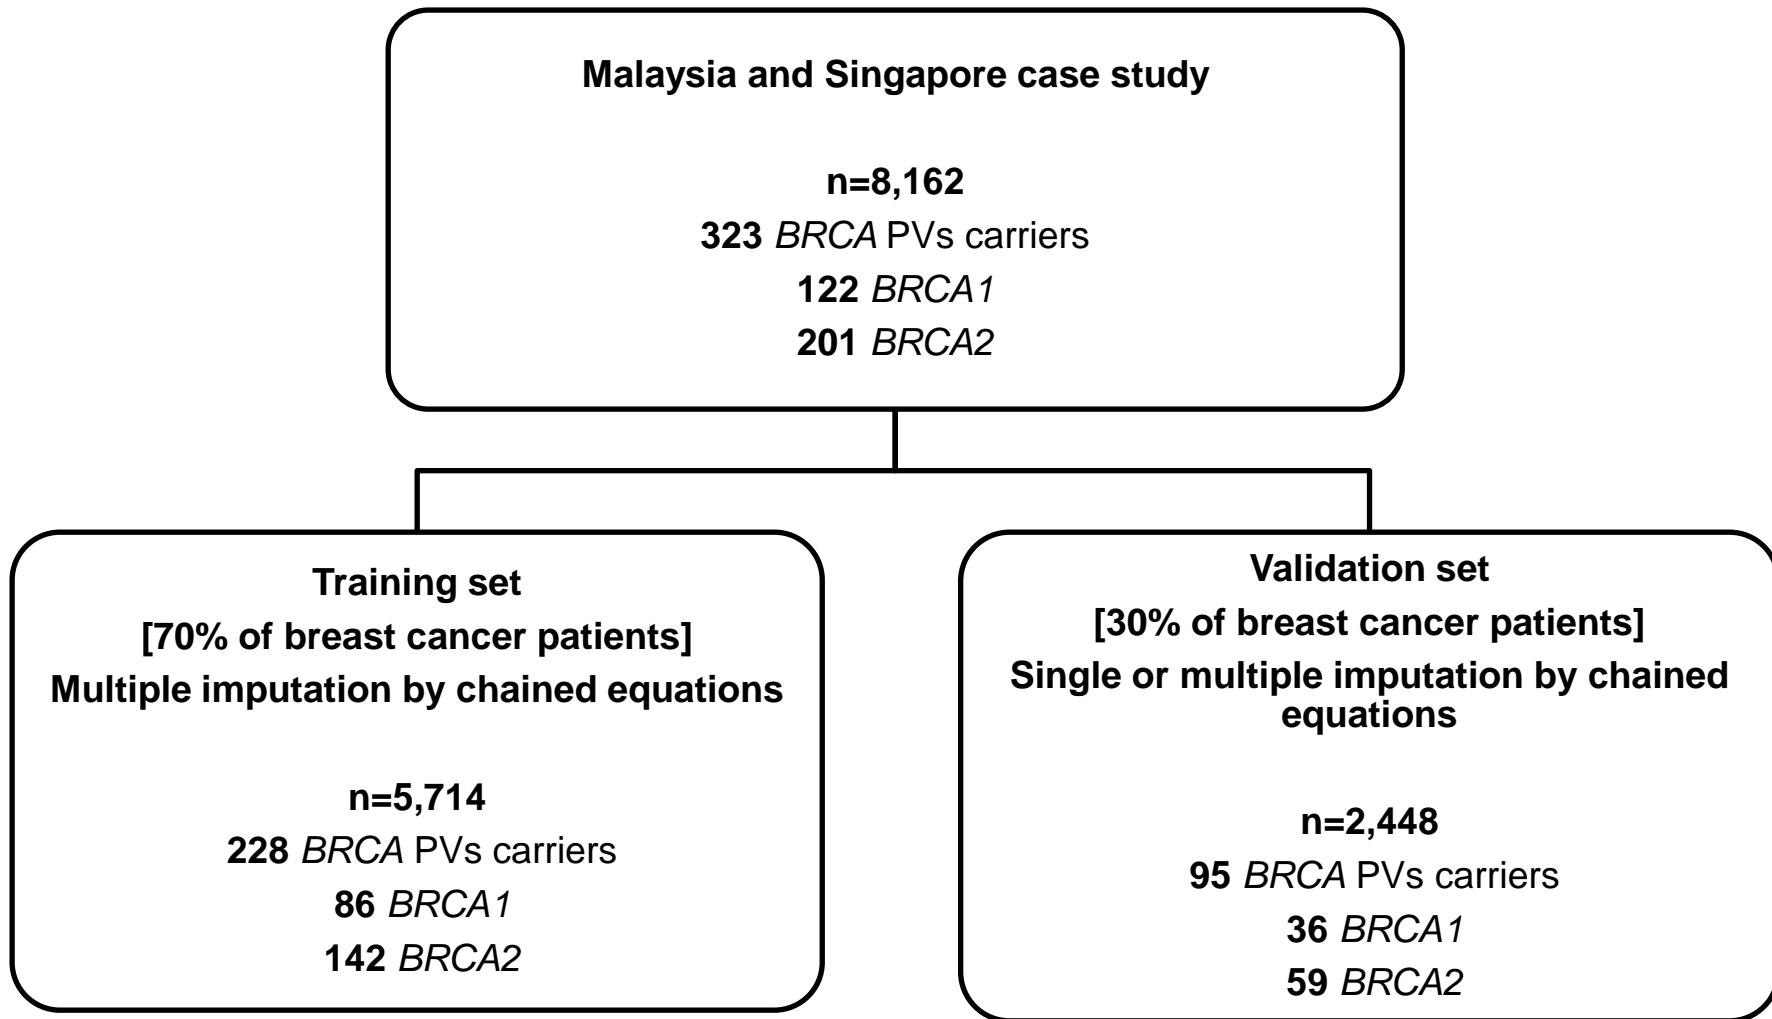 Malaysia and Singapore case study
n=8,162
323 BRCA PVs carriers
122 BRCA1
201 BRCA2
Training set
[70% of breast cancer patients]
Multiple imputation by chained equations
n=5,714
228 BRCA PVs carriers
86 BRCA1
142 BRCA2
Validation set
[30% of breast cancer patients]
Single or multiple imputation by chained
equations
n=2,448
95 BRCA PVs carriers
36 BRCA1
59 BRCA2